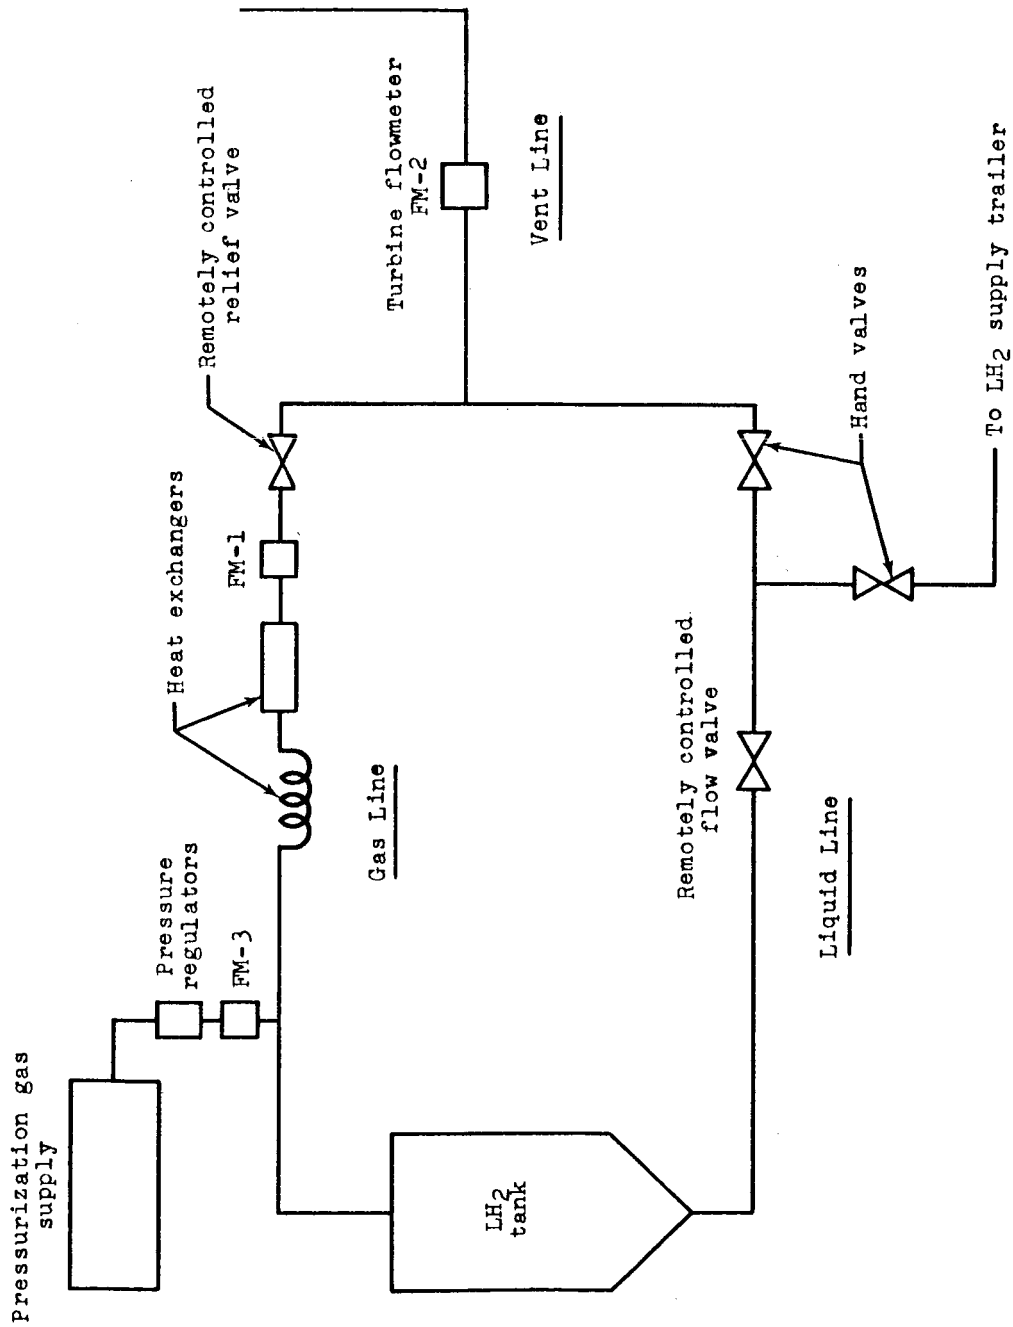 Pressurization gas
supply
Pressure
regulators
FM-3
Heat exchangers
FM-1
Remotely controlled
relief valve
Gas Line
Turbine flowmeter
FM-2
Vent Line
LH2
tank
Remotely controlled
flow valve
Liquid Line
Hand valves
To LH2 supply trailer